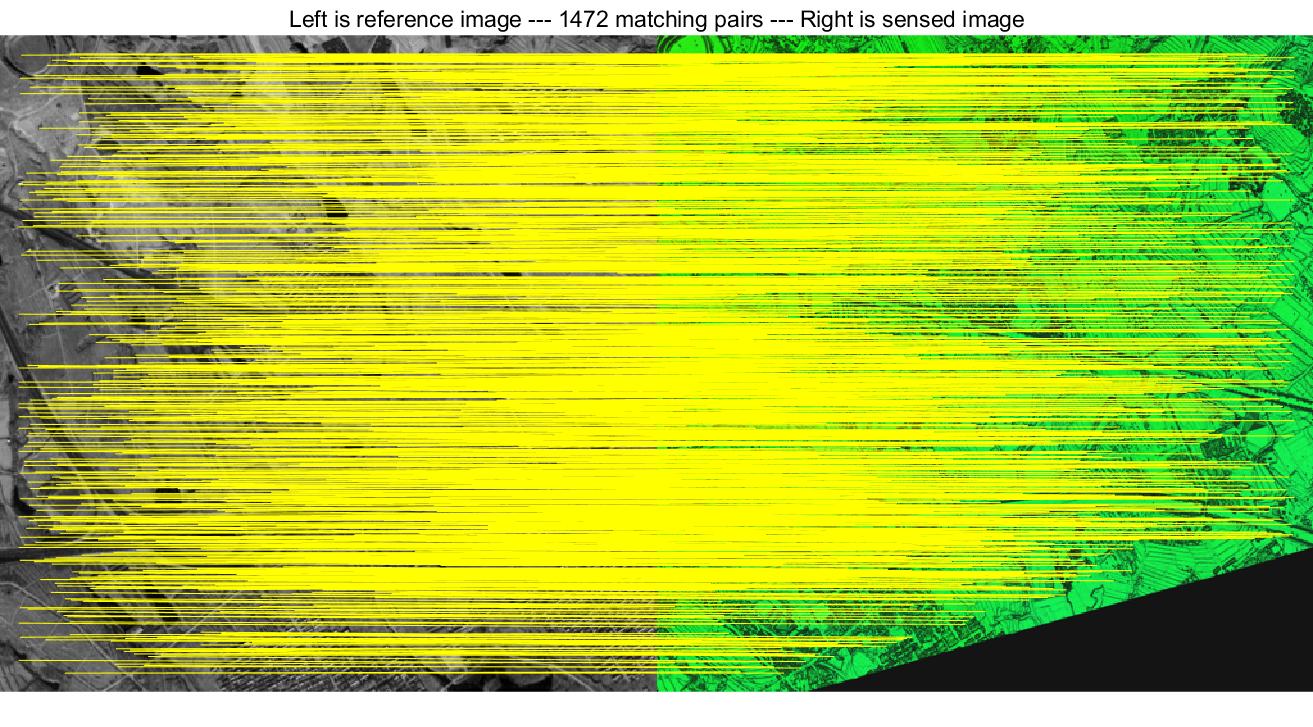 Left is reference image --- 1472 matching pairs --- Right is sensed image